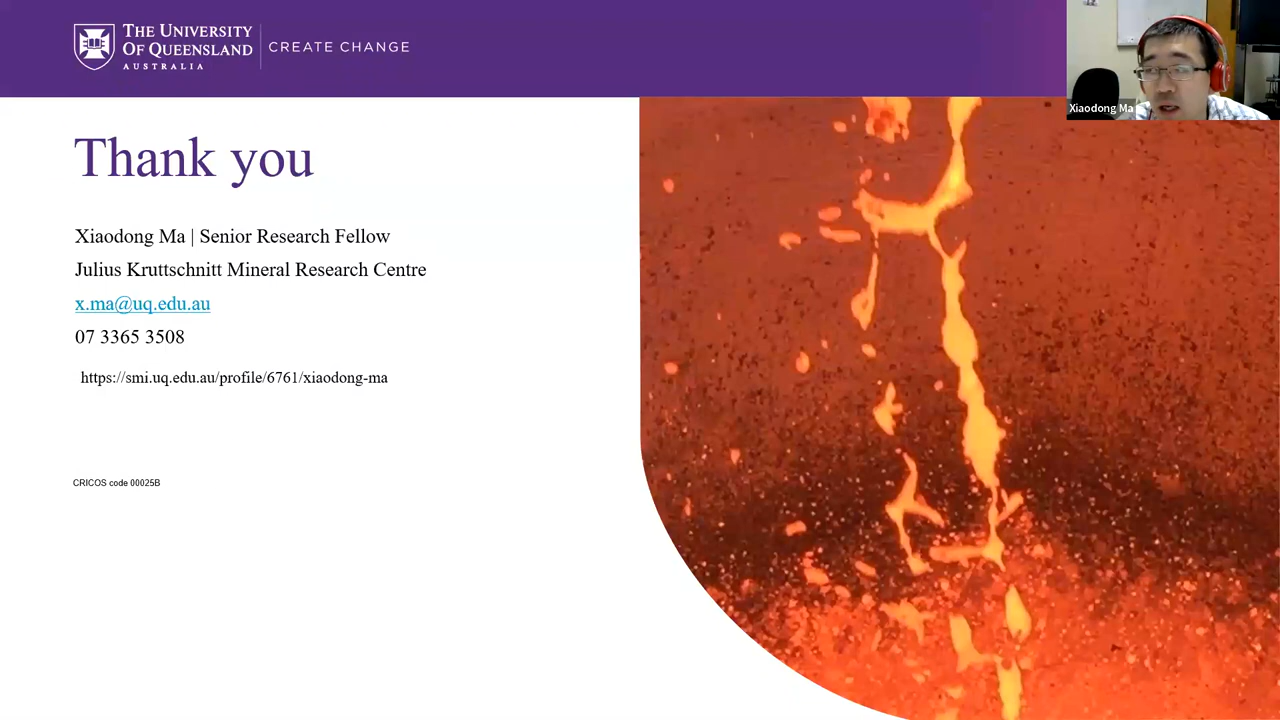 THE UNIVERSITY
OF QUEENSLAND
AUSTRALIA
CREATE CHANGE
Xiaodong Ma
Thank you
Xiaodong Ma | Senior Research Fellow
Julius Kruttschnitt Mineral Research Centre
x.ma@uq.edu.au
07 3365 3508
https://smi.uq.edu.au/profile/6761/xiaodong-ma
CRICOS code 00025B